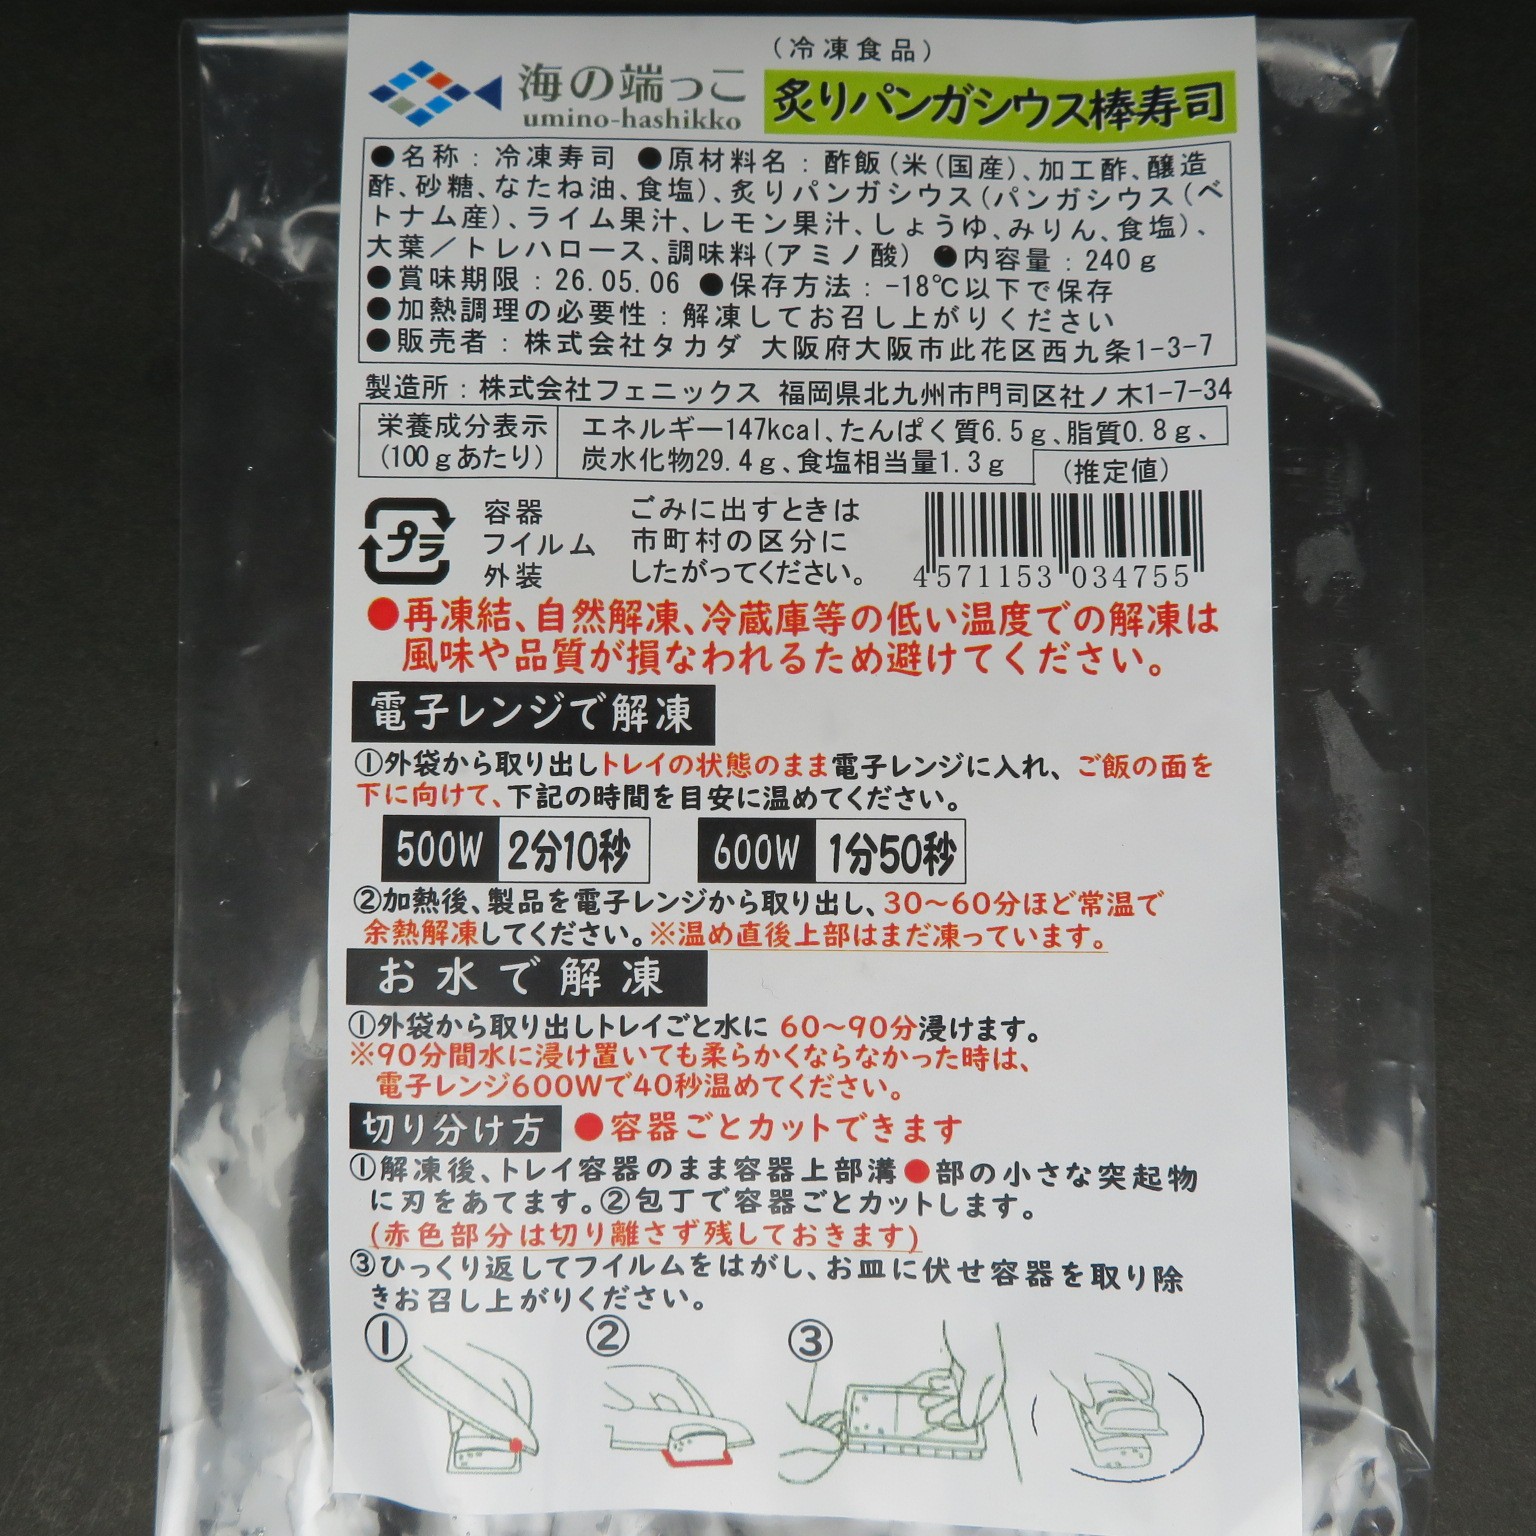 (冷凍食品)
海の端っこ
umino-hashikko
炙りパンガシウス棒寿司
●名称:冷凍寿司 ●原材料名:酢飯(米(国産)、加工酢、醸造
酢、砂糖、なたね油、食塩)、炙りパンガシウス(パンガシウス(ベ
トナム産)、ライム果汁、レモン果汁、しょうゆ、みりん、食塩)、
大葉/トレハロース、調味料(アミノ酸) ●内容量:240g
●賞味期限:26.05.06 ●保存方法:-18℃以下で保存
●加熱調理の必要性:解凍してお召し上がりください
●販売者:株式会社タカダ 大阪府大阪市此花区西九条1-3-7
製造所:株式会社フェニックス 福岡県北九州市門司区社ノ木1-7-34
栄養成分表示
(100gあたり)
エネルギー147kcal、たんぱく質6.5g、脂質0.8g、
炭水化物29.4g、食塩相当量1.3g
(推定値)
プラ
容器
フイルム
外装
ごみに出すときは
市町村の区分に
したがってください。
4571153034755
●再凍結、自然解凍、冷蔵庫等の低い温度での解凍は
風味や品質が損なわれるため避けてください。
電子レンジで解凍
①外袋から取り出しトレイの状態のまま電子レンジに入れ、ご飯の面を
下に向けて、下記の時間を目安に温めてください。
500W 2分10秒 600W 1分50秒
②加熱後、製品を電子レンジから取り出し、30～60分ほど常温で
余熱解凍してください。※温め直後上部はまだ凍っています。
お水で解凍
①外袋から取り出しトレイごと水に 60～90分浸けます。
※90分間水に浸け置いても柔らかくならなかった時は、
電子レンジ600Wで40秒温めてください。
切り分け方 ●容器ごとカットできます
①解凍後、トレイ容器のまま容器上部溝●部の小さな突起物
に刃をあてます。②包丁で容器ごとカットします。
(赤色部分は切り離さず残しておきます)
③ひっくり返してフイルムをはがし、お皿に伏せ容器を取り除
きお召し上がりください。
① ② ③